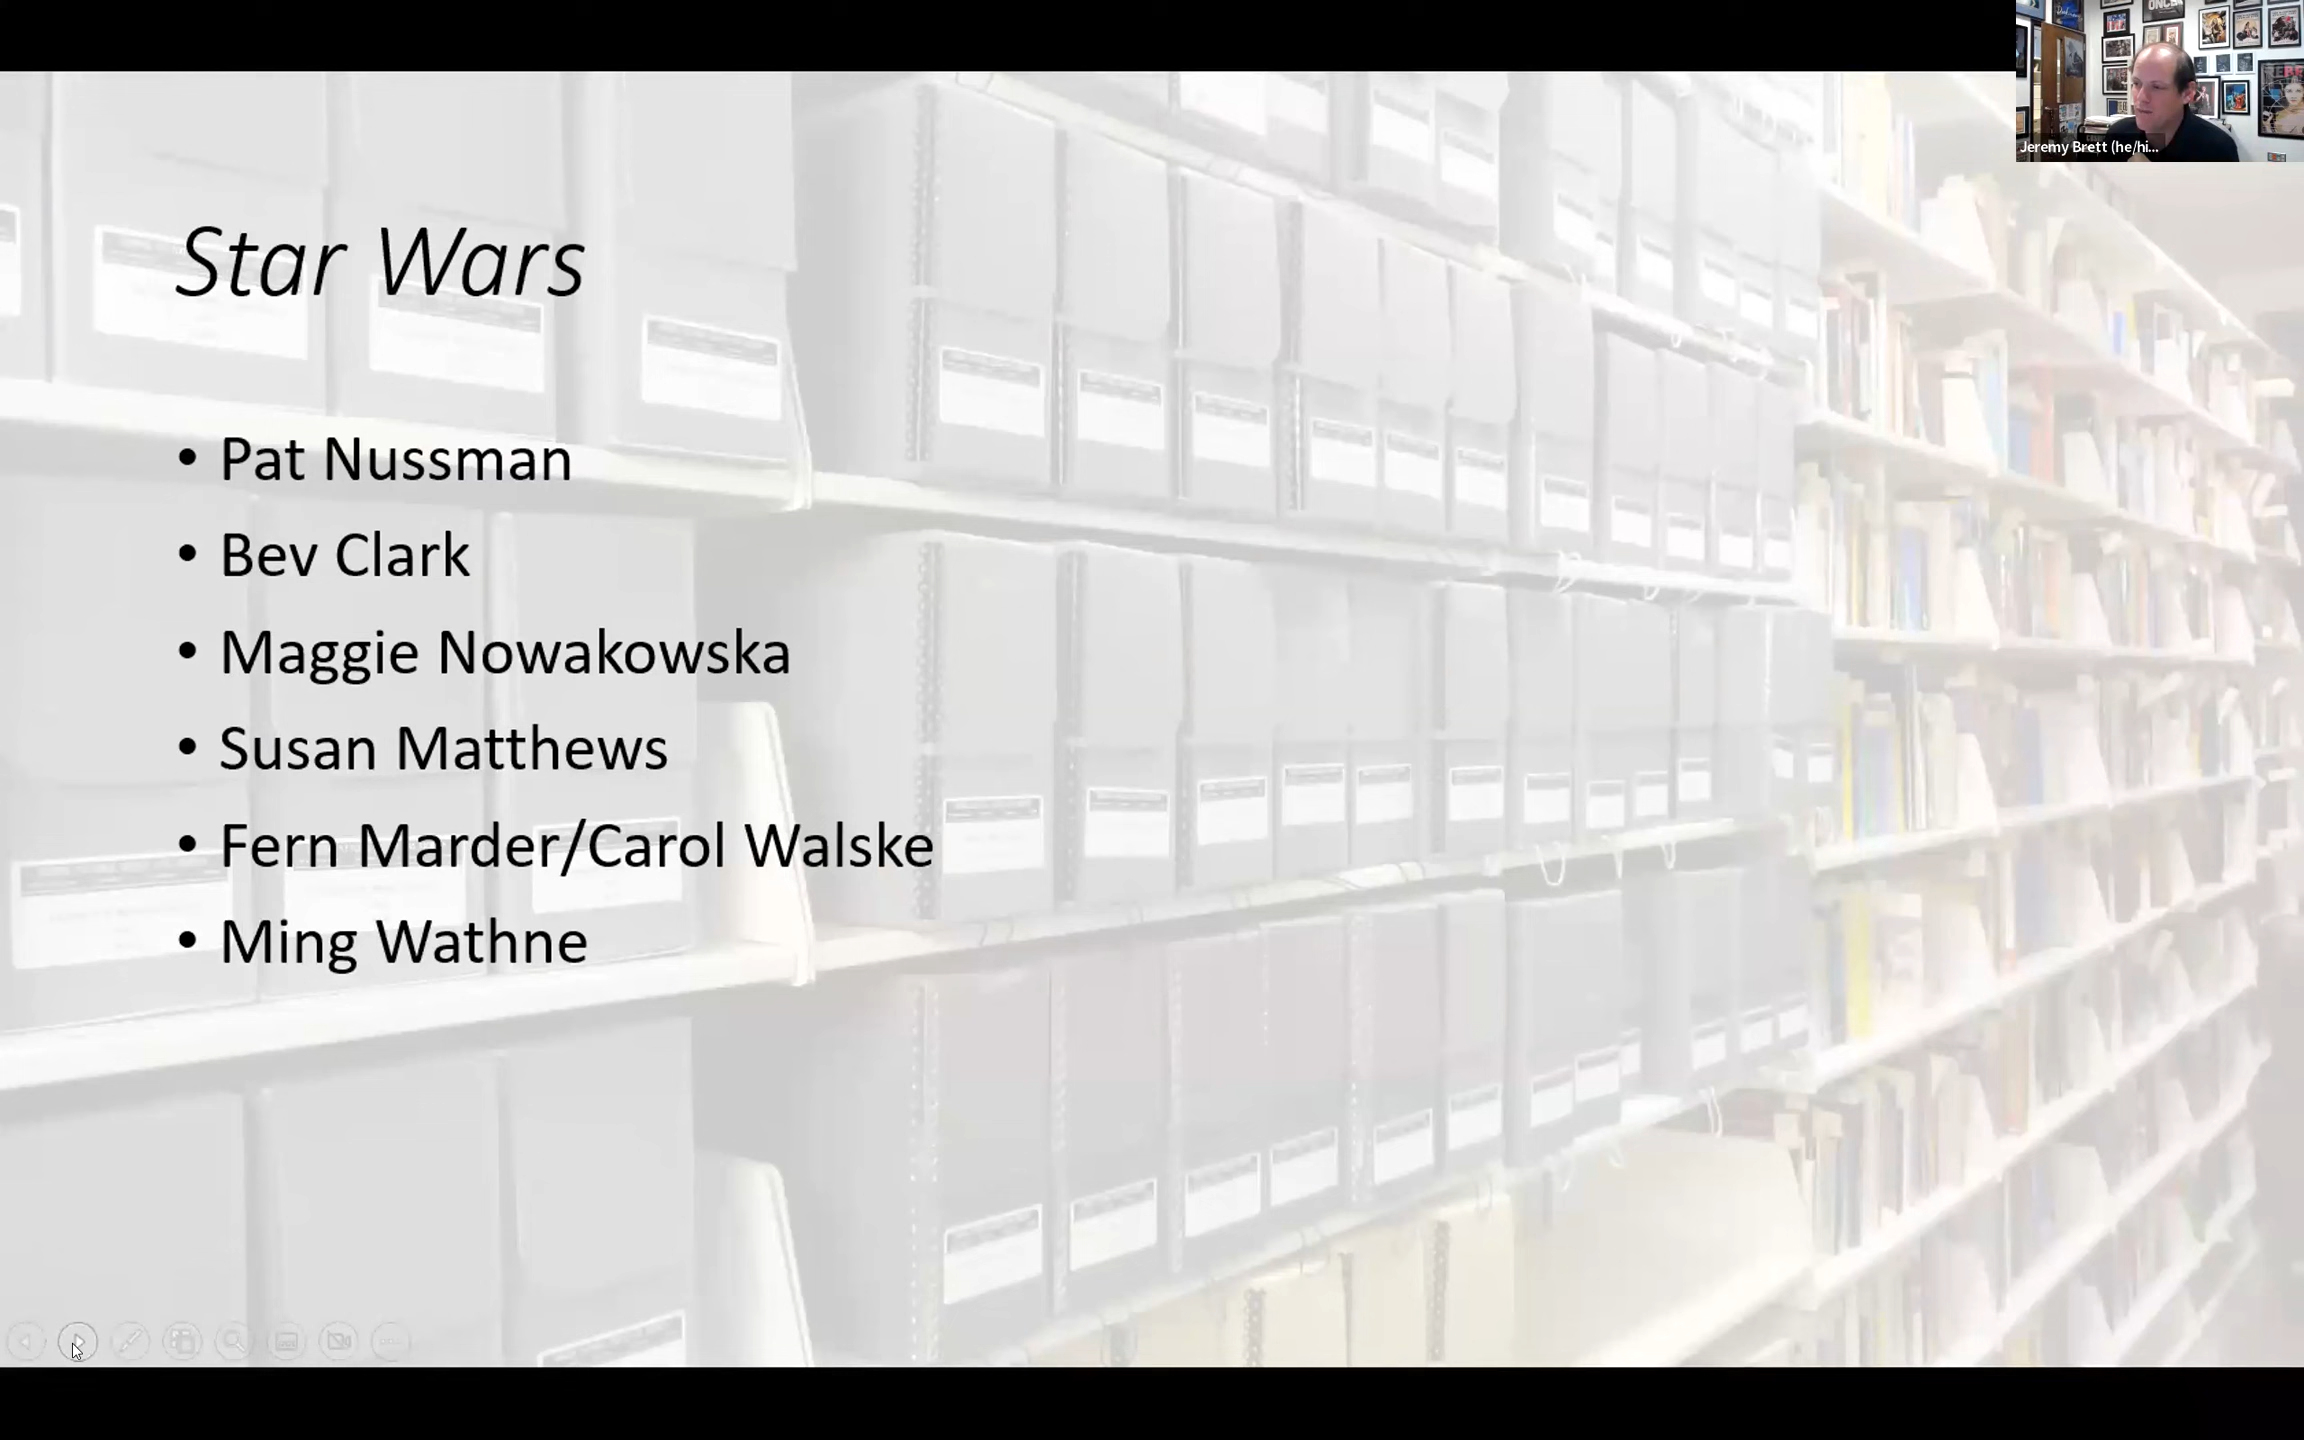 Jeremy Brett (he/hi...
Star Wars
• Pat Nussman
• Bev Clark
• Maggie Nowakowska
• Susan Matthews
• Fern Marder/Carol Walske
• Ming Wathne